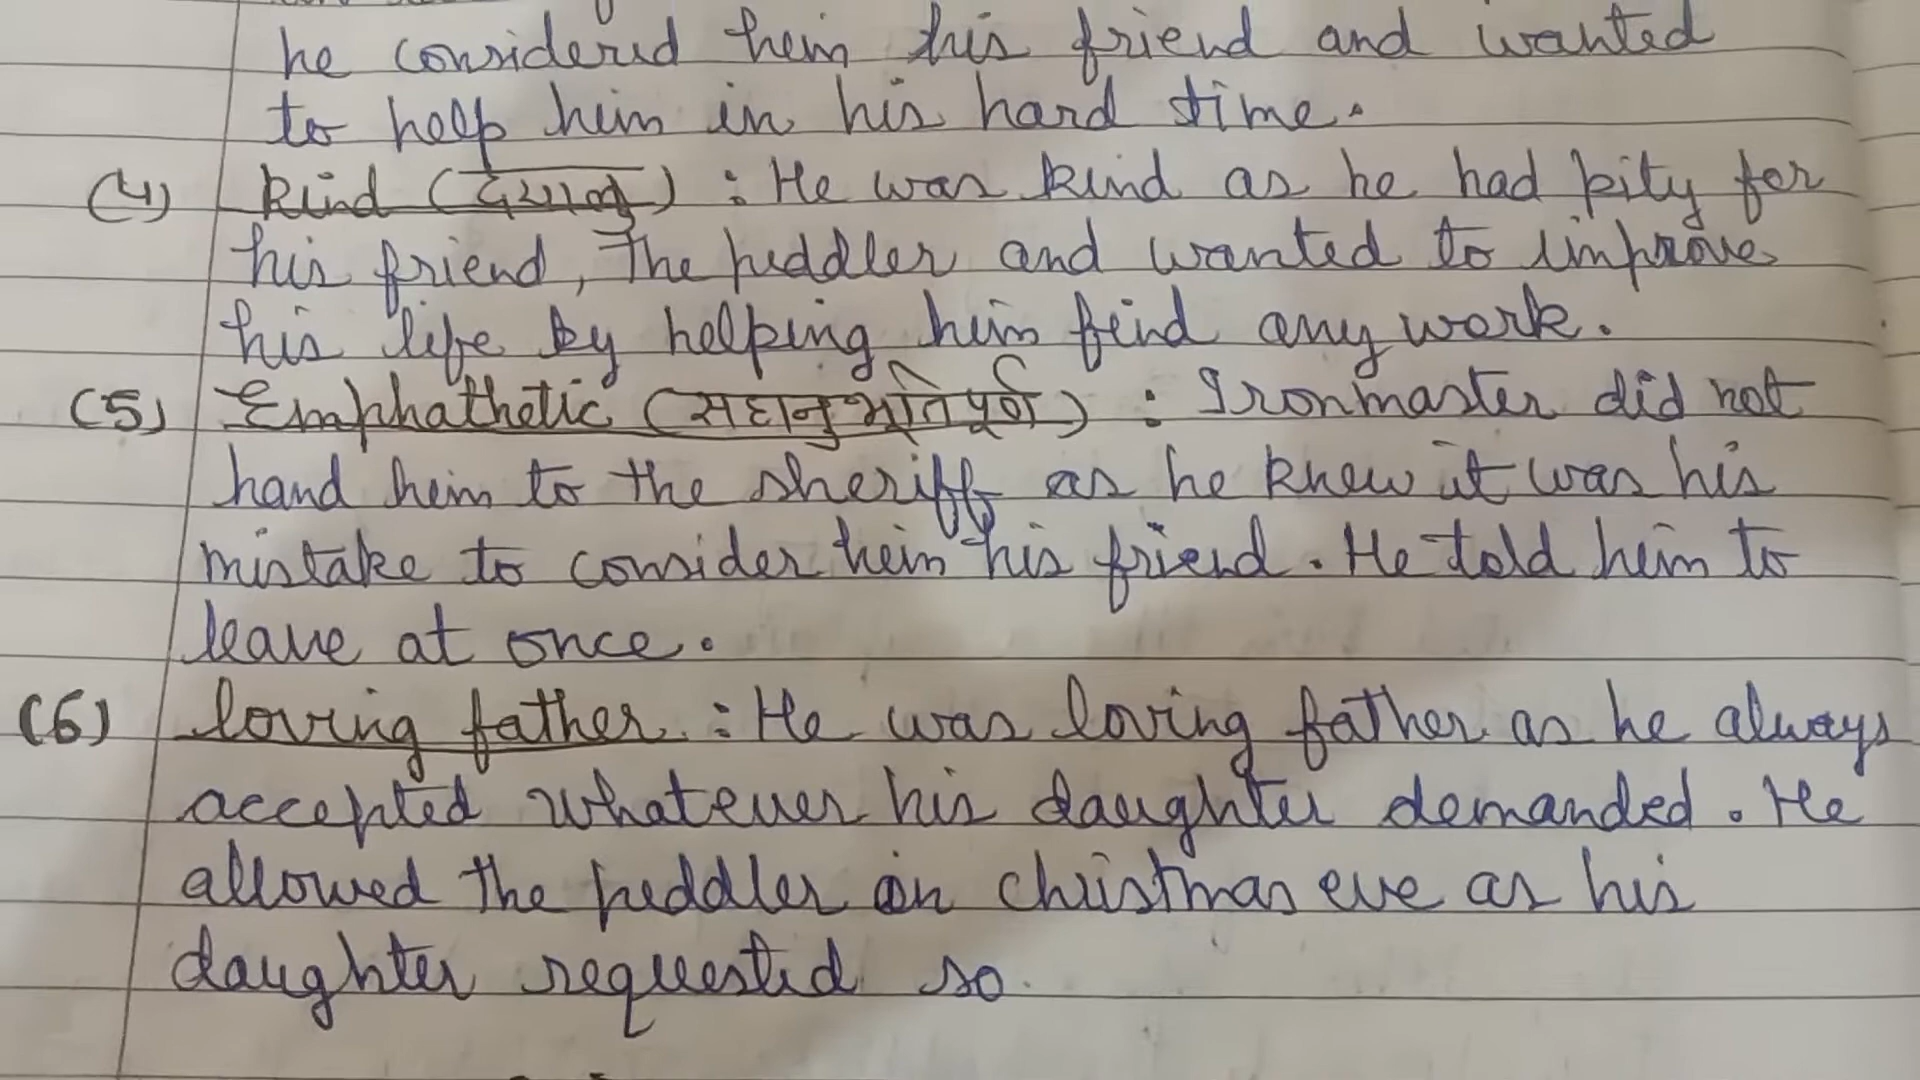 he considered him his friend and wanted
to help him in his hard time.
(4) kind (दयालु) : He was kind as he had pity for
his friend, The peddler and wanted to improve
his life by helping him find any work.
(5) Emphathetic (सहानुभूतिपूर्ण) : Ironmaster did not
hand him to the sheriff as he knew it was his
mistake to consider him his friend. He told him to
leave at once.
(6) loving father : He was loving father as he always
accepted whatever his daughter demanded. He
allowed the peddler on christmas eve as his
daughter requested so.